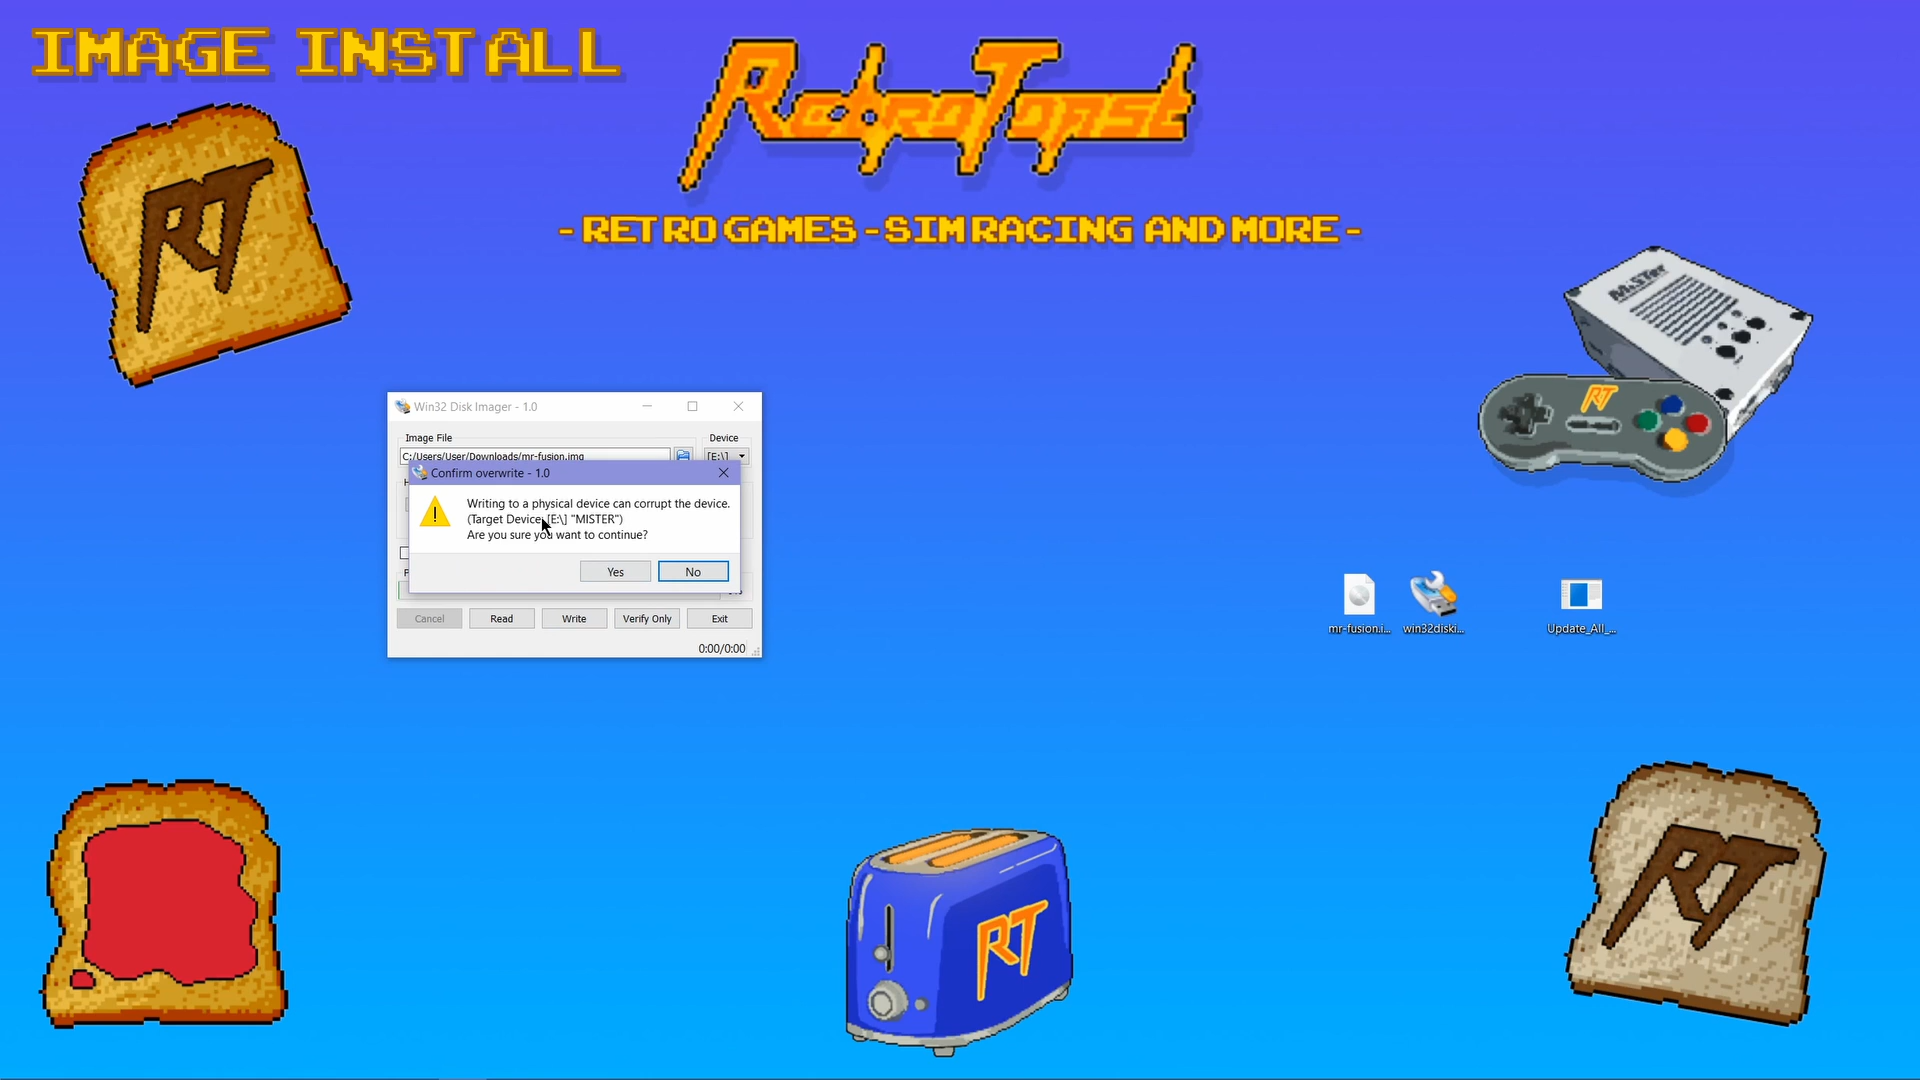 IMAGE INSTALL
RetroToast
- RETRO GAMES - SIM RACING AND MORE -
RT
MiSTer
RT
Win32 Disk Imager - 1.0
Image File
Device
C:/Users/User/Downloads/mr-fusion.img
[E:\]
Confirm overwrite - 1.0
Writing to a physical device can corrupt the device.
(Target Device: [E:\] "MISTER")
Are you sure you want to continue?
Yes
No
Cancel
Read
Write
Verify Only
Exit
0:00/0:00
mr-fusion.i...
win32diski...
Update_All_...
RT
RT